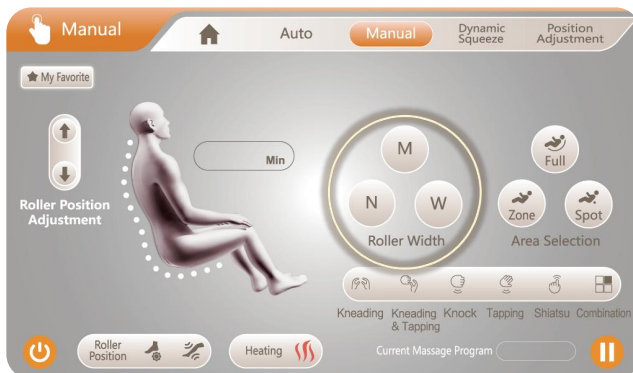 Manual
Auto
Manual
Dynamic
Squeeze
Position
Adjustment
My Favorite
Min
Roller Position
Adjustment
M
N
W
Roller Width
Full
Zone
Spot
Area Selection
Kneading
Kneading
& Tapping
Knock
Tapping
Shiatsu
Combination
Roller
Position
Heating
Current Massage Program